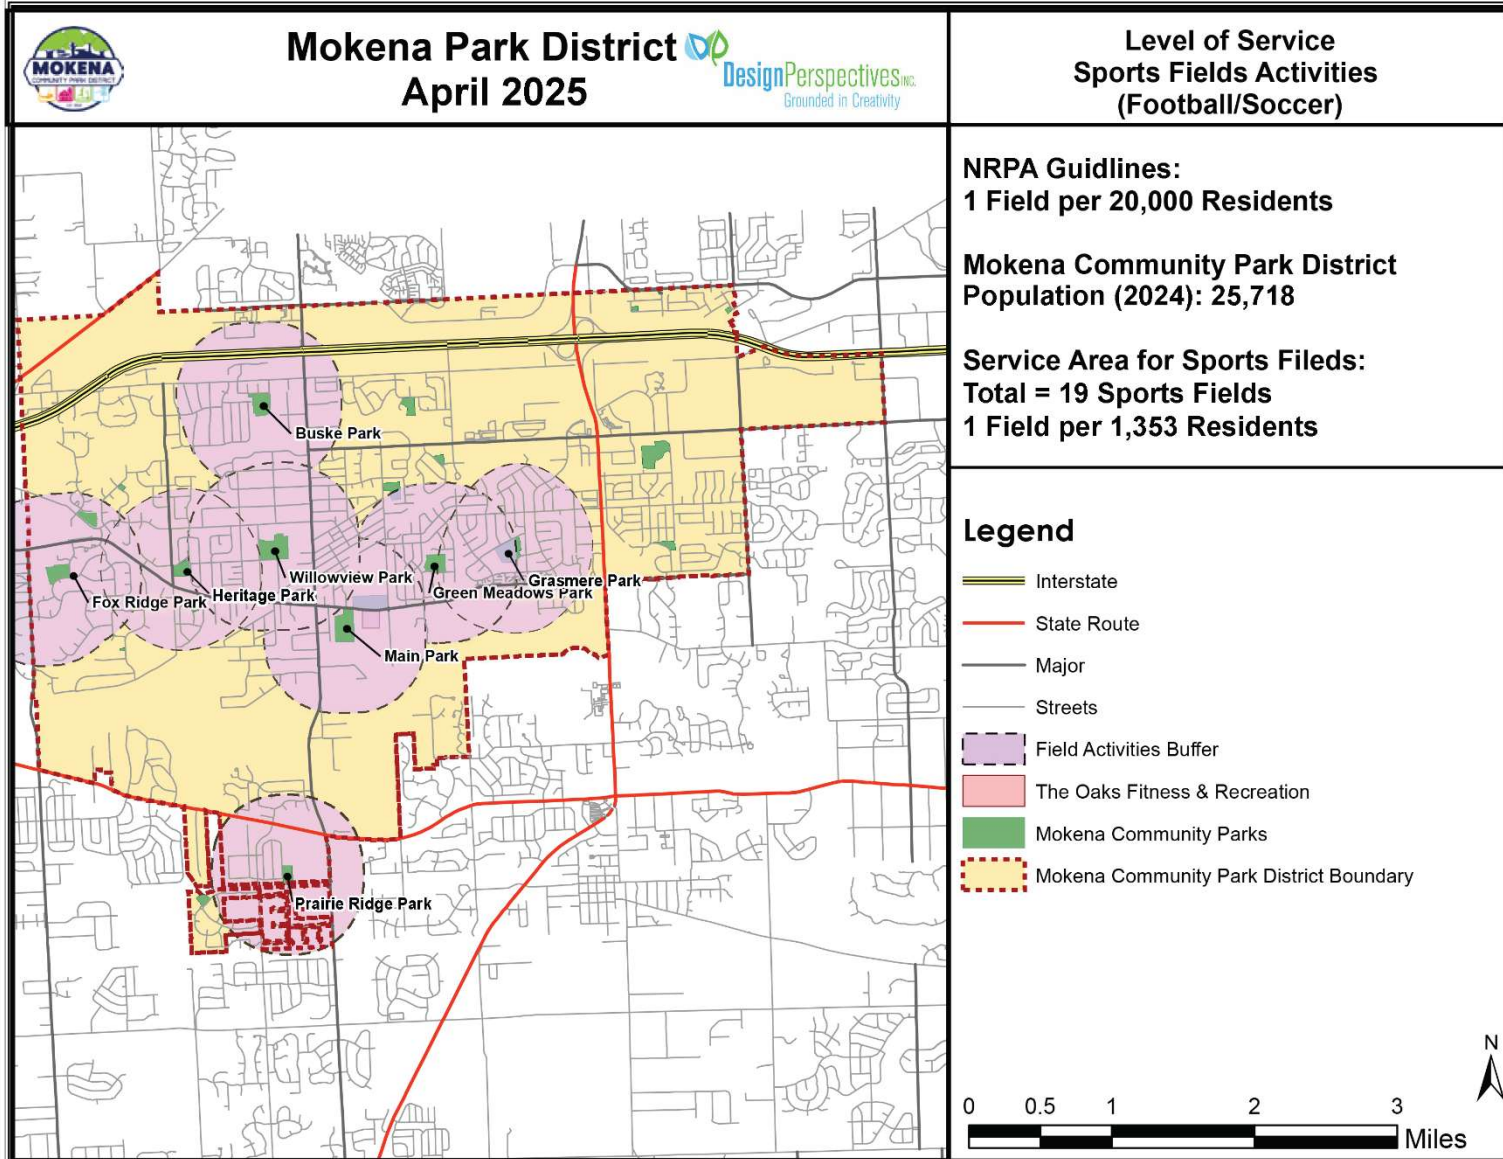 MOKENA
COMMUNITY PARK DISTRICT
Mokena Park District
April 2025
DesignPerspectives INC.
Grounded in Creativity
Level of Service
Sports Fields Activities
(Football/Soccer)
NRPA Guidlines:
1 Field per 20,000 Residents
Mokena Community Park District
Population (2024): 25,718
Service Area for Sports Fileds:
Total = 19 Sports Fields
1 Field per 1,353 Residents
Buske Park
Willowview Park
Grasmere Park
Fox Ridge Park
Heritage Park
Green Meadows Park
Main Park
Prairie Ridge Park
Legend
Interstate
State Route
Major
Streets
Field Activities Buffer
The Oaks Fitness & Recreation
Mokena Community Parks
Mokena Community Park District Boundary
N
0 0.5 1 2 3
Miles